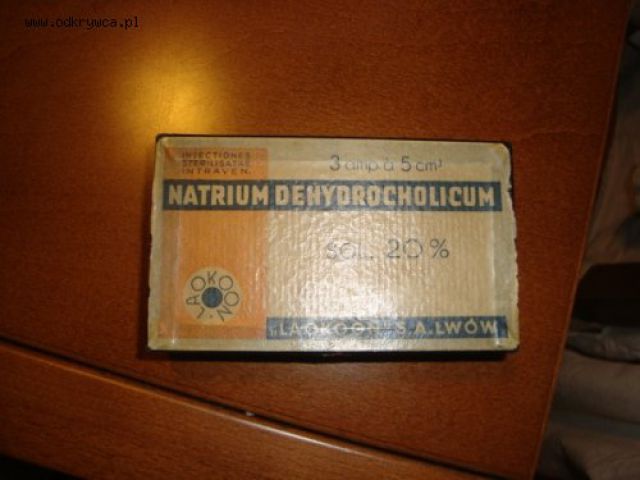 www.odkrywca.pl
INJECTIONES
STERILISATAE
INTRAVEN.
3 amp. à 5 cm³
NATRIUM DEHYDROCHOLICUM
SOL. 20%
LAOKOON
LAOKOON S.A. LWÓW